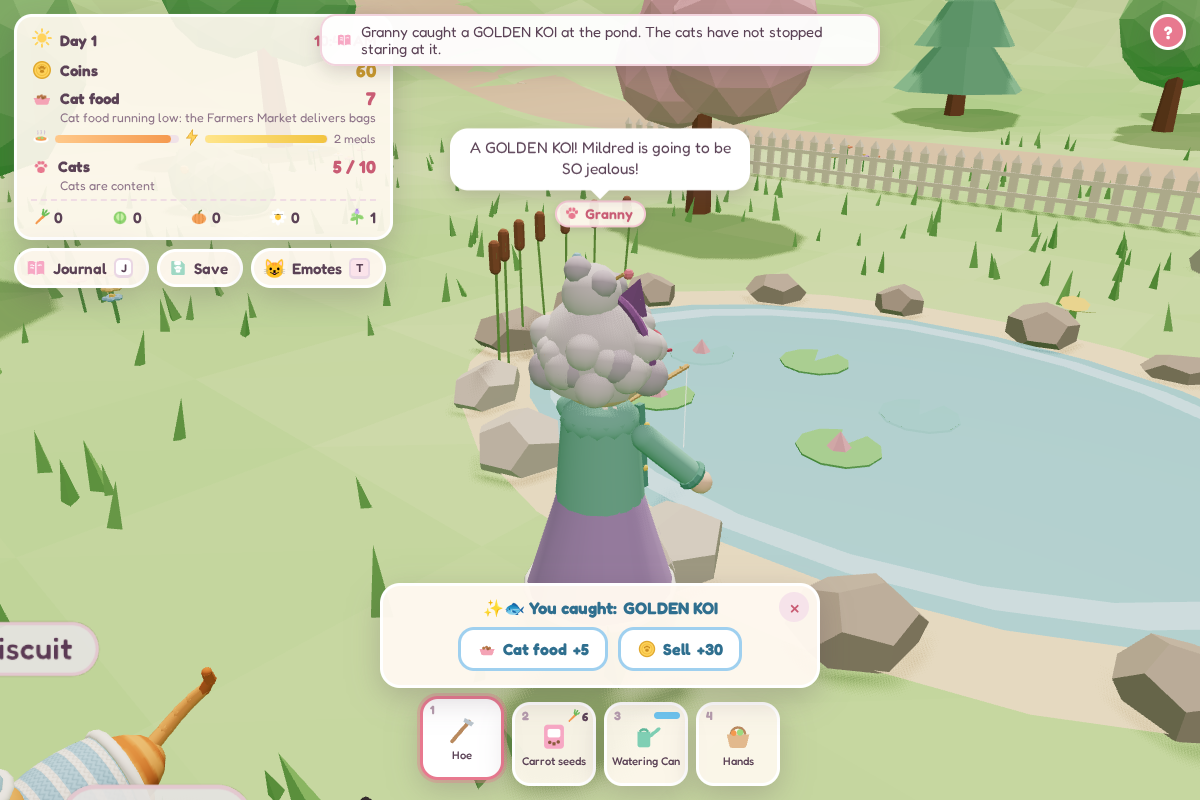 Granny caught a GOLDEN KOI at the pond. The cats have not stopped
staring at it.
?
Day 1
1
Coins
60
Cat food
7
Cat food running low: the Farmers Market delivers bags
2 meals
Cats
5 / 10
Cats are content
0
0
0
0
1
Journal J
Save
Emotes T
A GOLDEN KOI! Mildred is going to be
SO jealous!
Granny
iscuit
You caught: GOLDEN KOI
×
Cat food +5
Sell +30
1
Hoe
2
6
Carrot seeds
3
Watering Can
4
Hands